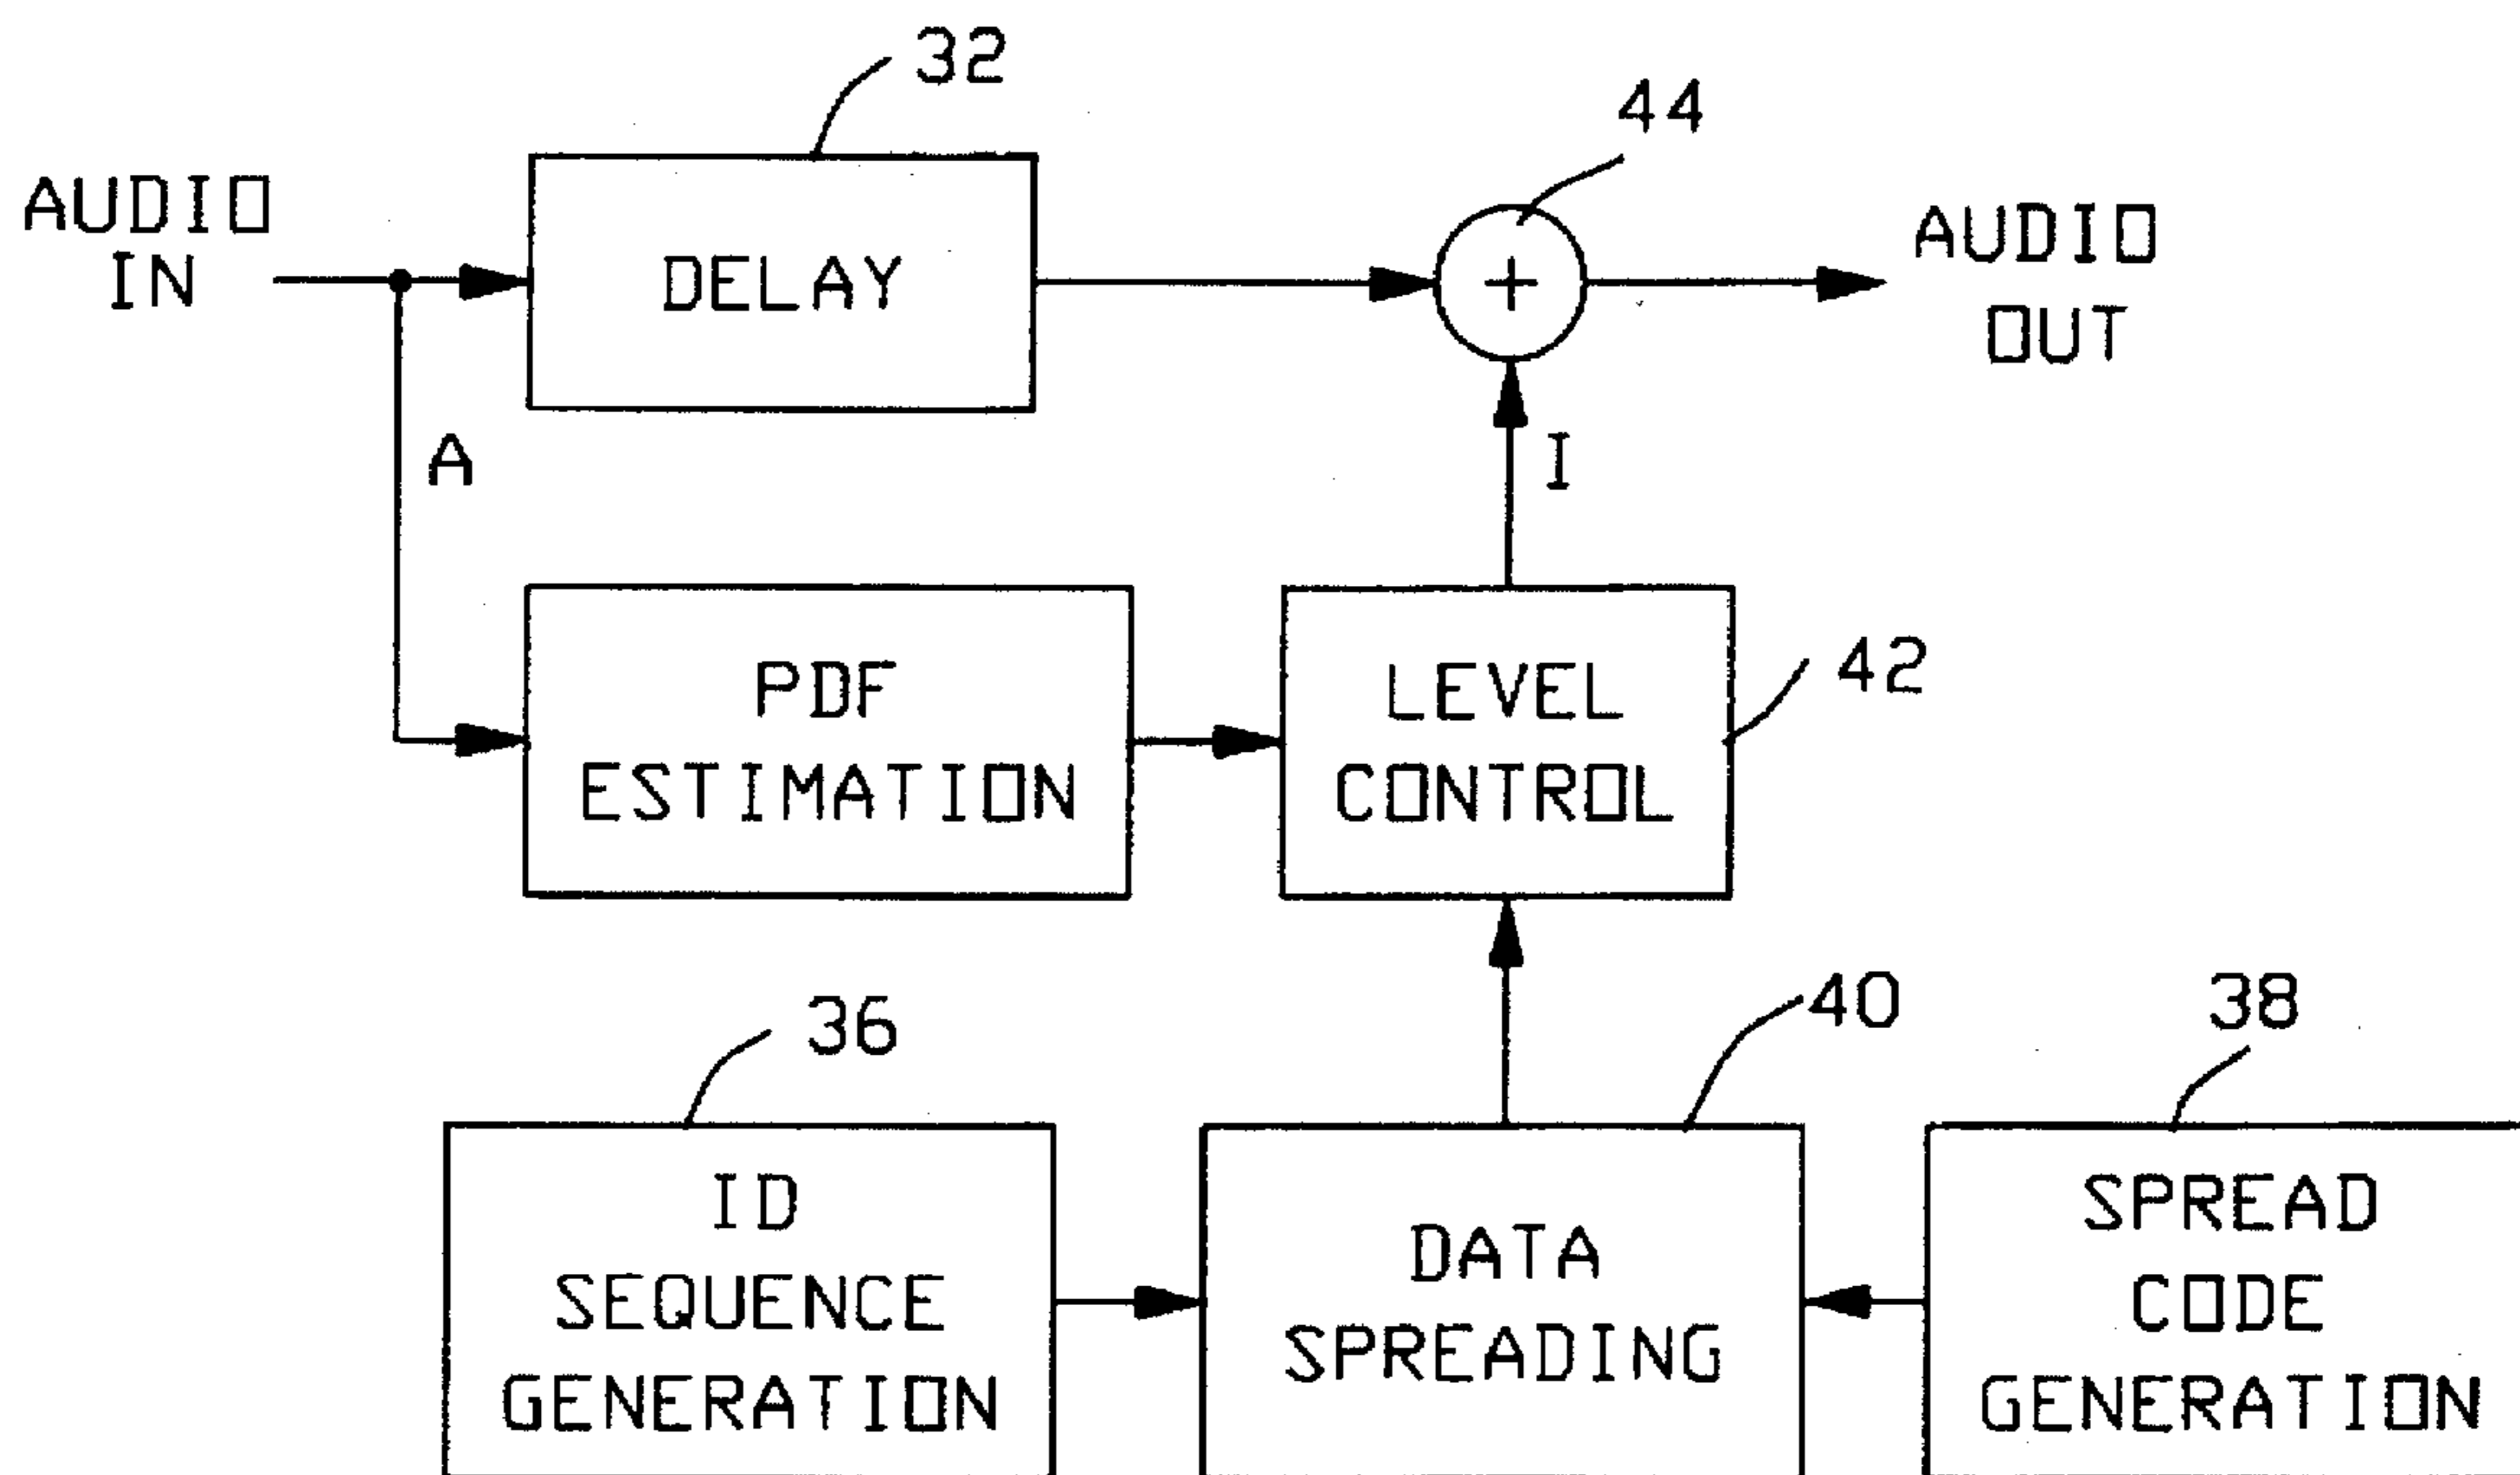 32
44
AUDIO
IN
DELAY
+
AUDIO
OUT
A
I
PDF
ESTIMATION
LEVEL
CONTROL
42
36
40
38
ID
SEQUENCE
GENERATION
DATA
SPREADING
SPREAD
CODE
GENERATION